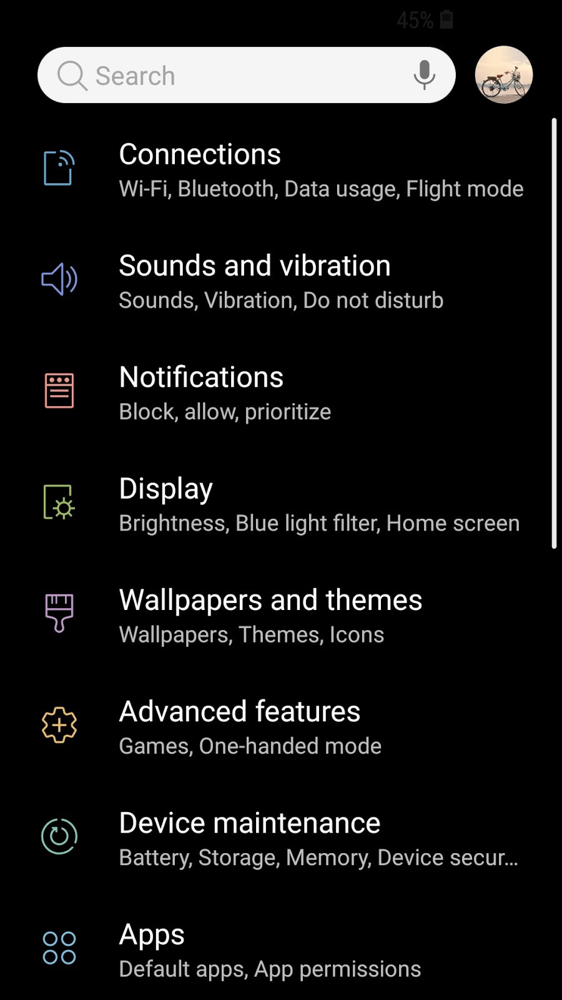 45%
Search
Connections
Wi-Fi, Bluetooth, Data usage, Flight mode
Sounds and vibration
Sounds, Vibration, Do not disturb
Notifications
Block, allow, prioritize
Display
Brightness, Blue light filter, Home screen
Wallpapers and themes
Wallpapers, Themes, Icons
Advanced features
Games, One-handed mode
Device maintenance
Battery, Storage, Memory, Device secur...
Apps
Default apps, App permissions